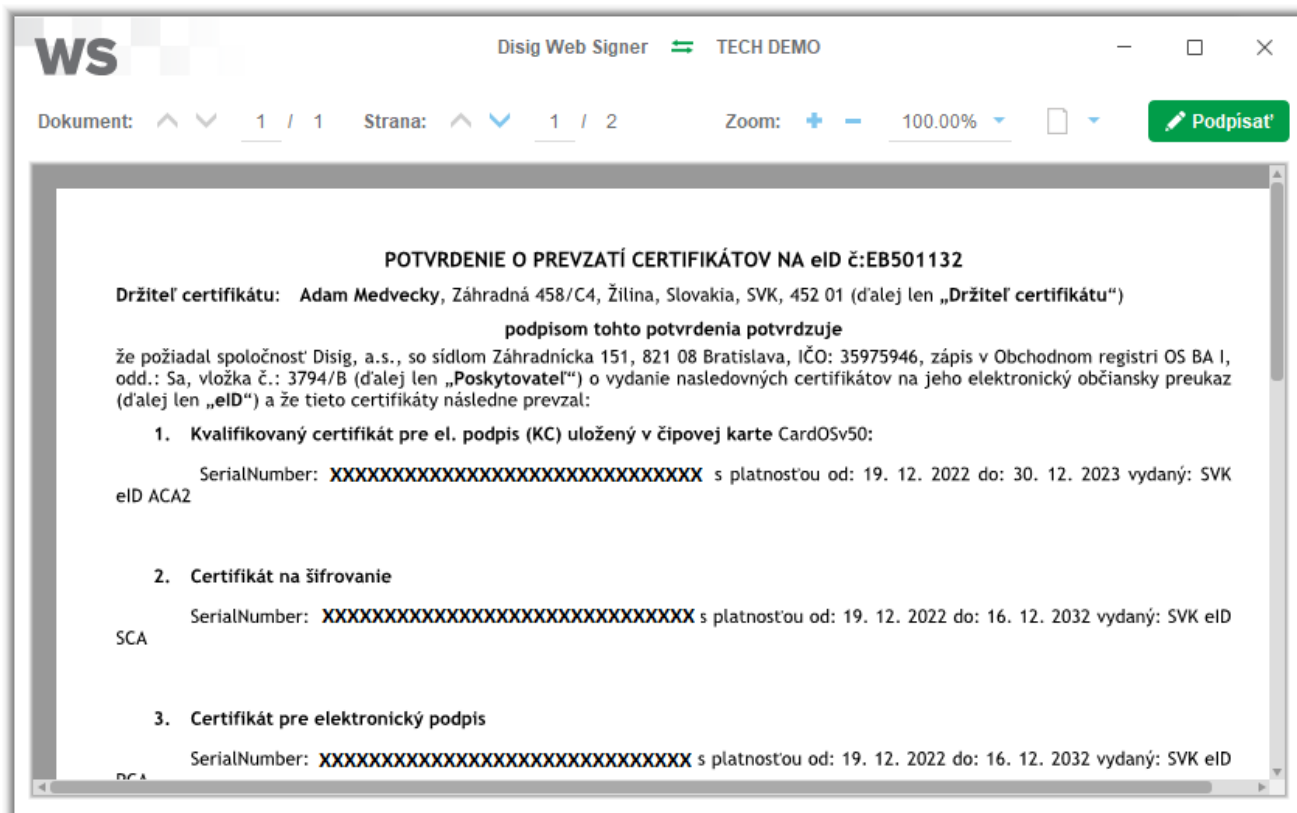 WS
Disig Web Signer TECH DEMO
Dokument: 1 / 1 Strana: 1 / 2 Zoom: + − 100.00% Podpísať
POTVRDENIE O PREVZATÍ CERTIFIKÁTOV NA eID č:EB501132
Držiteľ certifikátu: Adam Medvecky, Záhradná 458/C4, Žilina, Slovakia, SVK, 452 01 (ďalej len „Držiteľ certifikátu“)
podpisom tohto potvrdenia potvrdzuje
že požiadal spoločnosť Disig, a.s., so sídlom Záhradnícka 151, 821 08 Bratislava, IČO: 35975946, zápis v Obchodnom registri OS BA I,
odd.: Sa, vložka č.: 3794/B (ďalej len „Poskytovateľ“) o vydanie nasledovných certifikátov na jeho elektronický občiansky preukaz
(ďalej len „eID“) a že tieto certifikáty následne prevzal:
1. Kvalifikovaný certifikát pre el. podpis (KC) uložený v čipovej karte CardOSv50:
SerialNumber: XXXXXXXXXXXXXXXXXXXXXXXXXXXXXX s platnosťou od: 19. 12. 2022 do: 30. 12. 2023 vydaný: SVK
eID ACA2
2. Certifikát na šifrovanie
SerialNumber: XXXXXXXXXXXXXXXXXXXXXXXXXXXXXX s platnosťou od: 19. 12. 2022 do: 16. 12. 2032 vydaný: SVK eID
SCA
3. Certifikát pre elektronický podpis
SerialNumber: XXXXXXXXXXXXXXXXXXXXXXXXXXXXXX s platnosťou od: 19. 12. 2022 do: 16. 12. 2032 vydaný: SVK eID